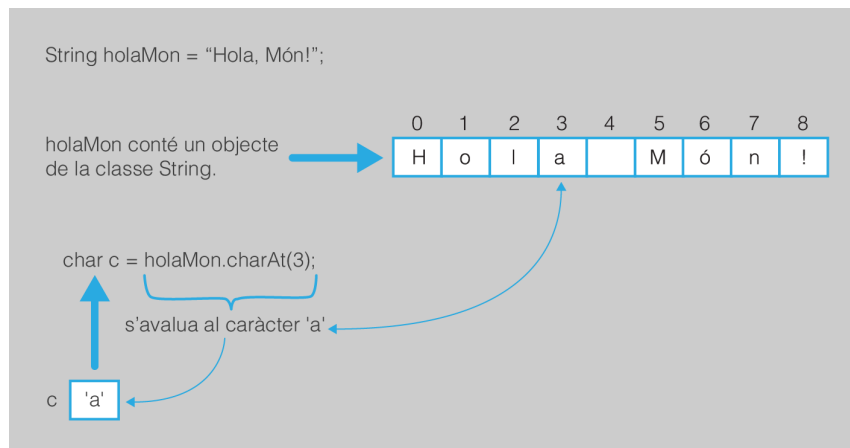 String holaMon = “Hola, Món!”;
0 1 2 3 4 5 6 7 8
holaMon conté un objecte
de la classe String.
H o l a M ó n !
char c = holaMon.charAt(3);
s’avalua al caràcter 'a'
c 'a'